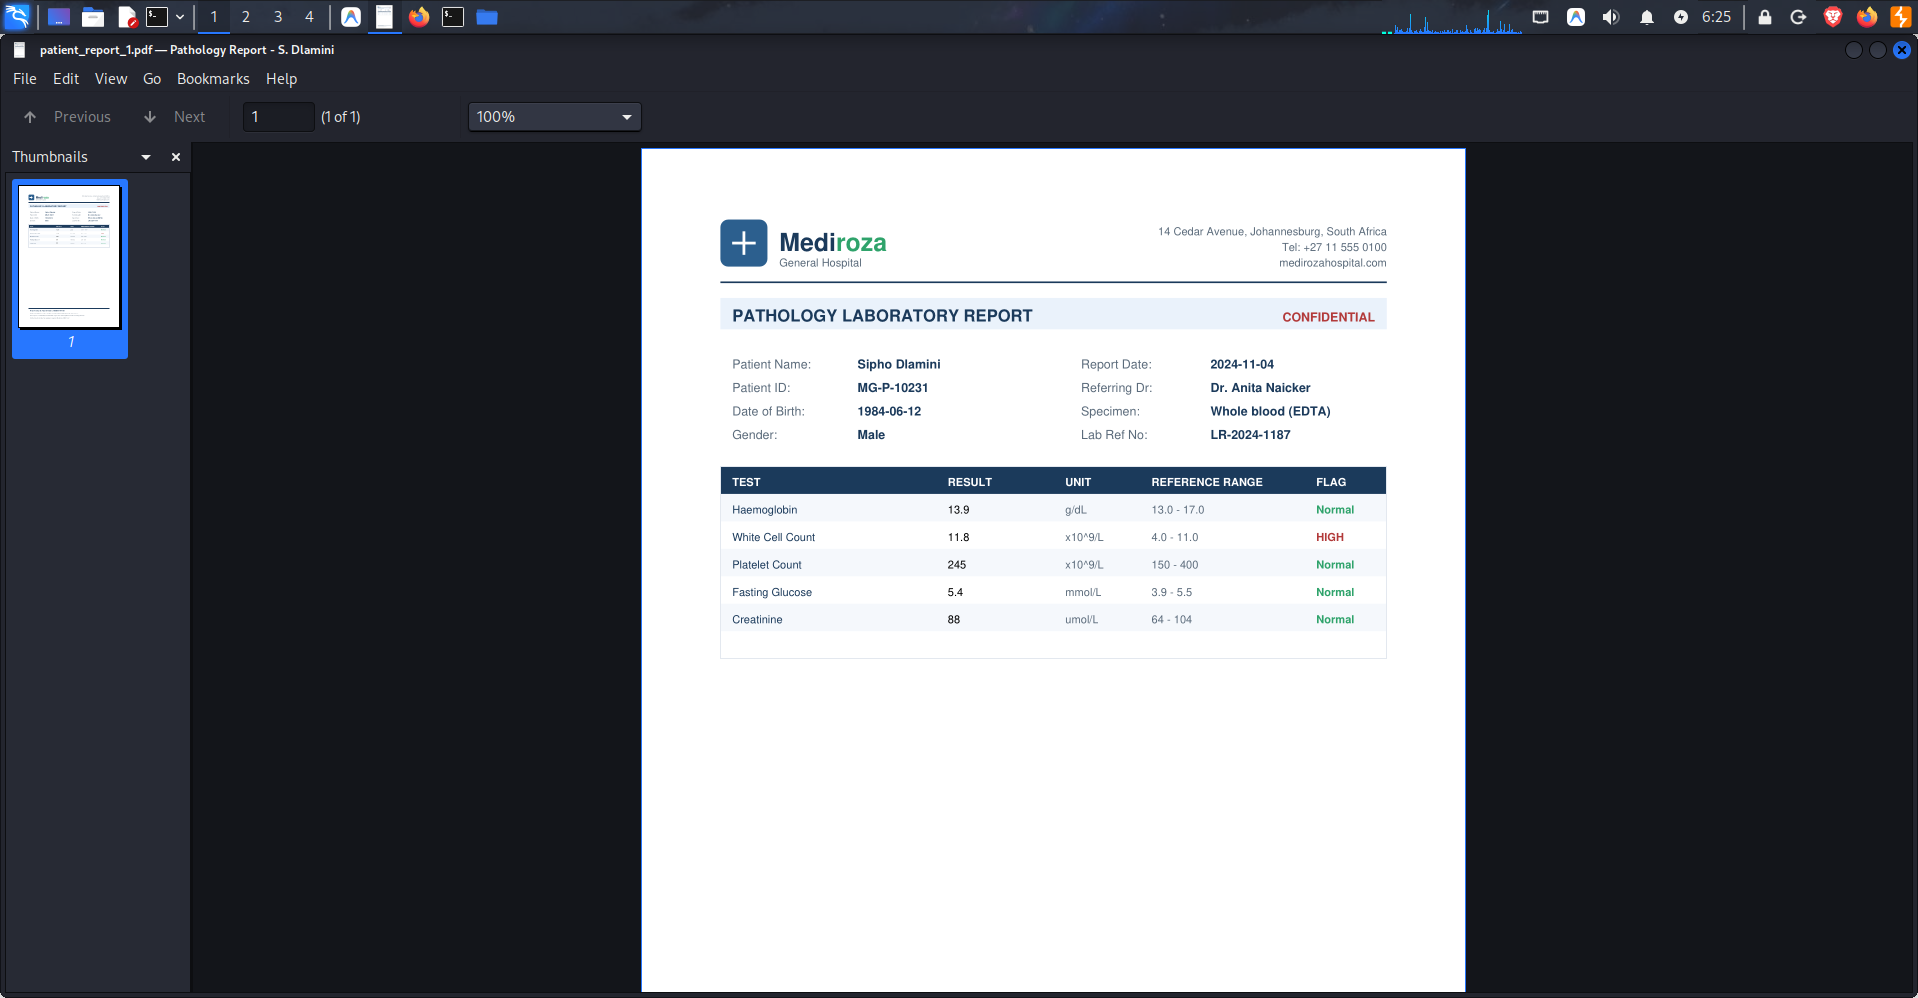 1 2 3 4 6:25
patient_report_1.pdf — Pathology Report - S. Dlamini
File Edit View Go Bookmarks Help
Previous Next 1 (1 of 1) 100%
Thumbnails
1
Mediroza
General Hospital
14 Cedar Avenue, Johannesburg, South Africa
Tel: +27 11 555 0100
medirozahospital.com
PATHOLOGY LABORATORY REPORT CONFIDENTIAL
Patient Name: Sipho Dlamini Report Date: 2024-11-04
Patient ID: MG-P-10231 Referring Dr: Dr. Anita Naicker
Date of Birth: 1984-06-12 Specimen: Whole blood (EDTA)
Gender: Male Lab Ref No: LR-2024-1187
TEST RESULT UNIT REFERENCE RANGE FLAG
Haemoglobin 13.9 g/dL 13.0 - 17.0 Normal
White Cell Count 11.8 x10^9/L 4.0 - 11.0 HIGH
Platelet Count 245 x10^9/L 150 - 400 Normal
Fasting Glucose 5.4 mmol/L 3.9 - 5.5 Normal
Creatinine 88 umol/L 64 - 104 Normal